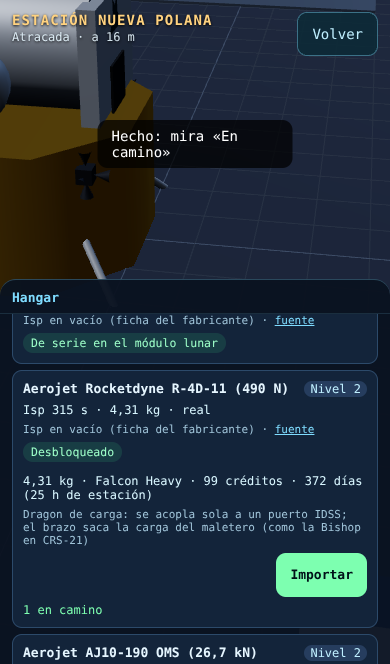 ESTACIÓN NUEVA POLANA
Atracada · a 16 m
Volver
Hecho: mira «En
camino»
Hangar
Isp en vacío (ficha del fabricante) · fuente
De serie en el módulo lunar
Aerojet Rocketdyne R-4D-11 (490 N)
Nivel 2
Isp 315 s · 4,31 kg · real
Isp en vacío (ficha del fabricante) · fuente
Desbloqueado
4,31 kg · Falcon Heavy · 99 créditos · 372 días
(25 h de estación)
Dragon de carga: se acopla sola a un puerto IDSS;
el brazo saca la carga del maletero (como la Bishop
en CRS-21)
Importar
1 en camino
Aerojet AJ10-190 OMS (26,7 kN)
Nivel 2